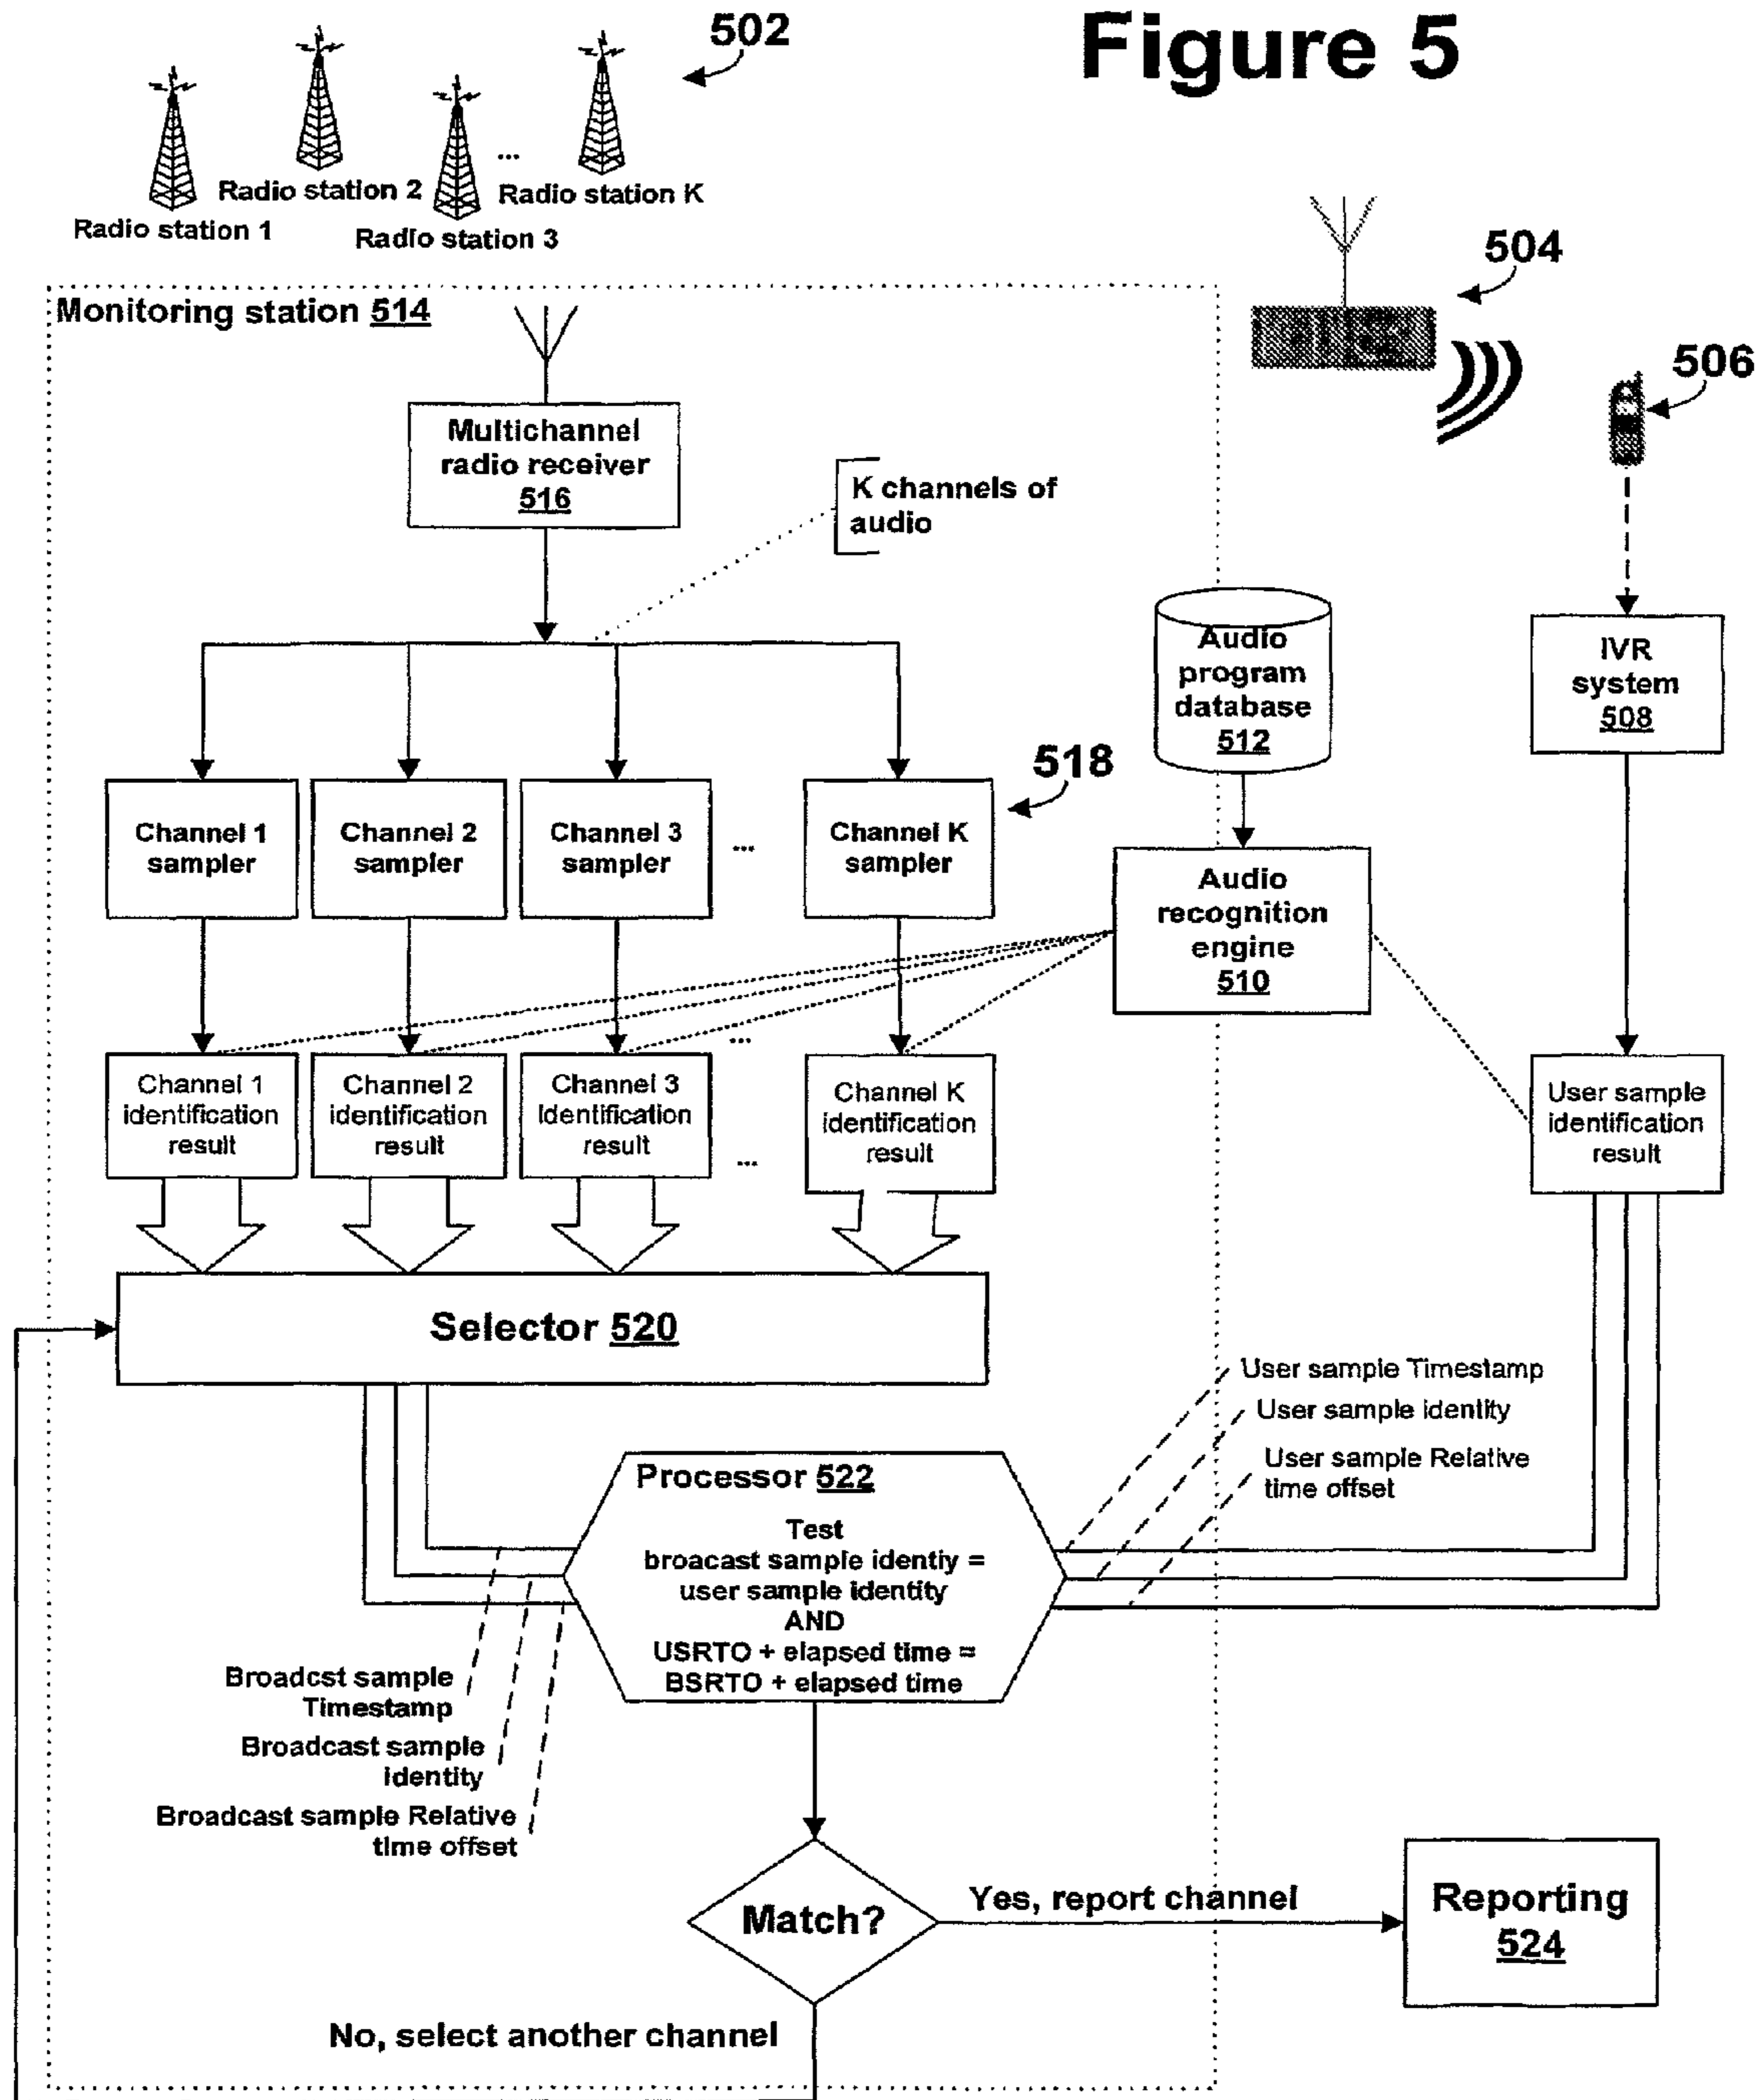 Figure 5
502
Radio station 1
Radio station 2
Radio station 3
...
Radio station K
504
506
Monitoring station 514
Multichannel
radio receiver
516
K channels of
audio
Audio
program
database
512
IVR
system
508
518
Channel 1
sampler
Channel 2
sampler
Channel 3
sampler
...
Channel K
sampler
Audio
recognition
engine
510
...
Channel 1
identification
result
Channel 2
identification
result
Channel 3
identification
result
...
Channel K
identification
result
User sample
identification
result
Selector 520
User sample Timestamp
User sample identity
User sample Relative
time offset
Processor 522
Test
broacast sample identiy =
user sample identity
AND
USRTO + elapsed time =
BSRTO + elapsed time
Broadcst sample
Timestamp
Broadcast sample
identity
Broadcast sample Relative
time offset
Match?
Yes, report channel
Reporting
524
No, select another channel